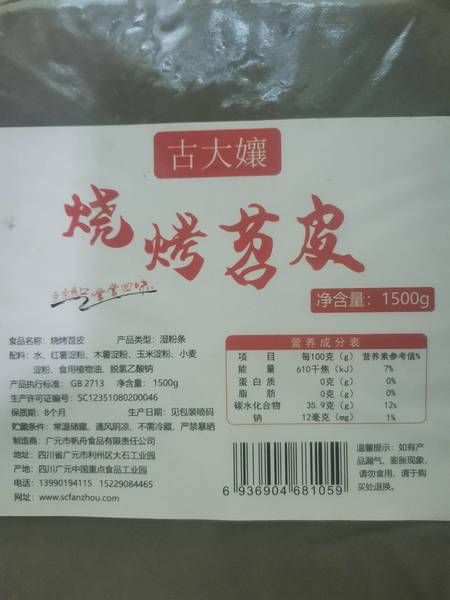 古大孃
烧烤苕皮
净含量：1500g
食品名称：烧烤苕皮 产品类型：湿粉条
配料：水、红薯淀粉、木薯淀粉、玉米淀粉、小麦
淀粉、食用植物油、脱氢乙酸钠
产品执行标准：GB 2713 净含量：1500g
生产许可证编号：SC12351080200046
保质期：8个月 生产日期：见包装喷码
贮藏条件：常温储藏、通风阴凉、不需冷藏、严禁暴晒
制造商：广元市帆舟食品有限责任公司
地址：四川省广元市利州区大石工业园
产地：四川广元中国重点食品工业园
电话：13990194115 15229084465
网址：www.scfanzhou.com
营养成分表
项目 每100克（g） 营养素参考值%
能量 610千焦（kJ） 7%
蛋白质 0克（g） 0%
脂肪 0克（g） 0%
碳水化合物 35.9克（g） 12%
钠 12毫克（mg） 1%
6 936904 681059
温馨提示：如有产
品漏气、膨胀现象，
请勿食用，请于购
买处退换。